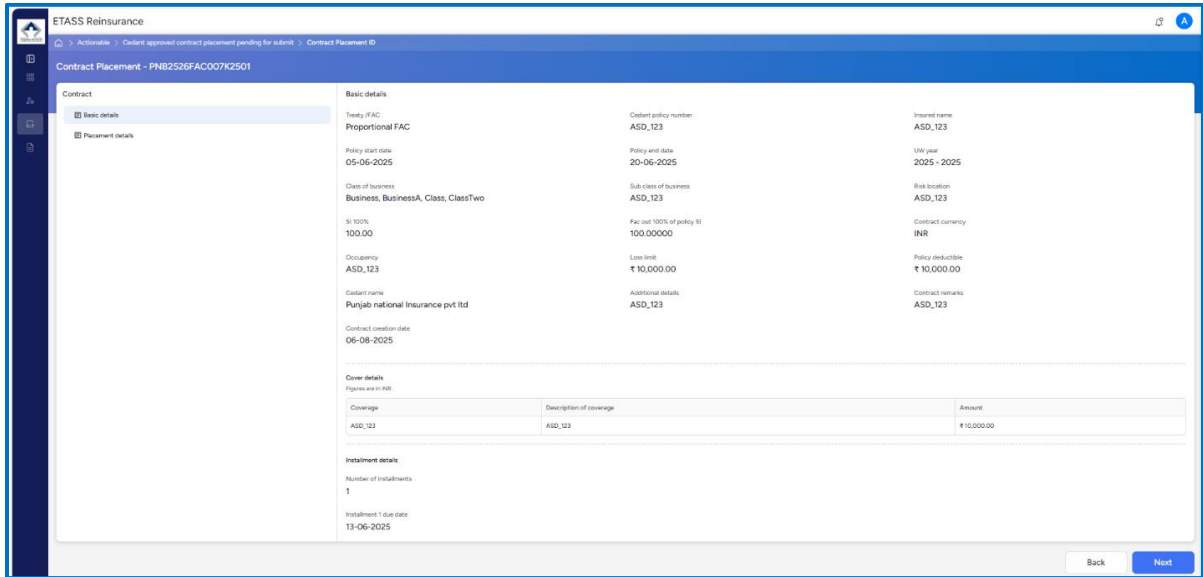 ETASS Reinsurance
A
> Actionable > Cedant approved contract placement pending for submit > Contract Placement ID
Contract Placement - PNB2526FAC007K2501
Contract
Basic details
Placement details
Basic details
Treaty /FAC Cedant policy number Insured name
Proportional FAC ASD_123 ASD_123
Policy start date Policy end date UW year
05-06-2025 20-06-2025 2025 - 2025
Class of business Sub class of business Risk location
Business, BusinessA, Class, ClassTwo ASD_123 ASD_123
SI 100% Fac out 100% of policy SI Contract currency
100.00 100.00000 INR
Occupancy Loss limit Policy deductible
ASD_123 ₹ 10,000.00 ₹ 10,000.00
Cedant name Additional details Contract remarks
Punjab national Insurance pvt ltd ASD_123 ASD_123
Contract creation date
06-08-2025
Cover details
Figures are in INR.
Coverage Description of coverage Amount
ASD_123 ASD_123 ₹ 10,000.00
Installment details
Number of installments
1
Installment 1 due date
13-06-2025
Back Next